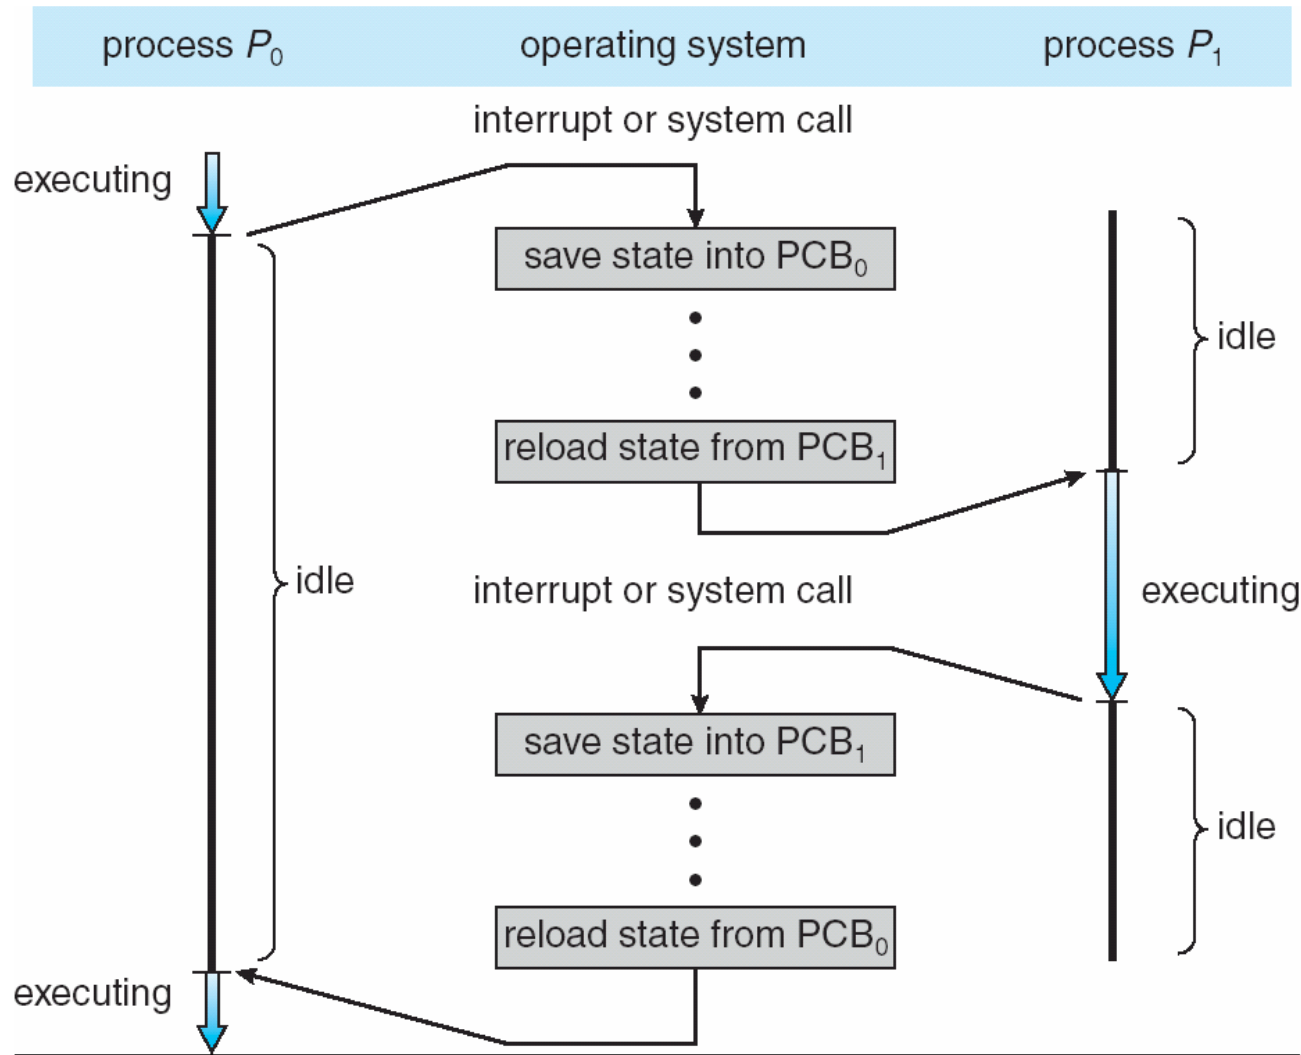 process P₀ operating system process P₁
interrupt or system call
executing
save state into PCB₀
idle
reload state from PCB₁
idle
interrupt or system call
executing
save state into PCB₁
idle
reload state from PCB₀
executing